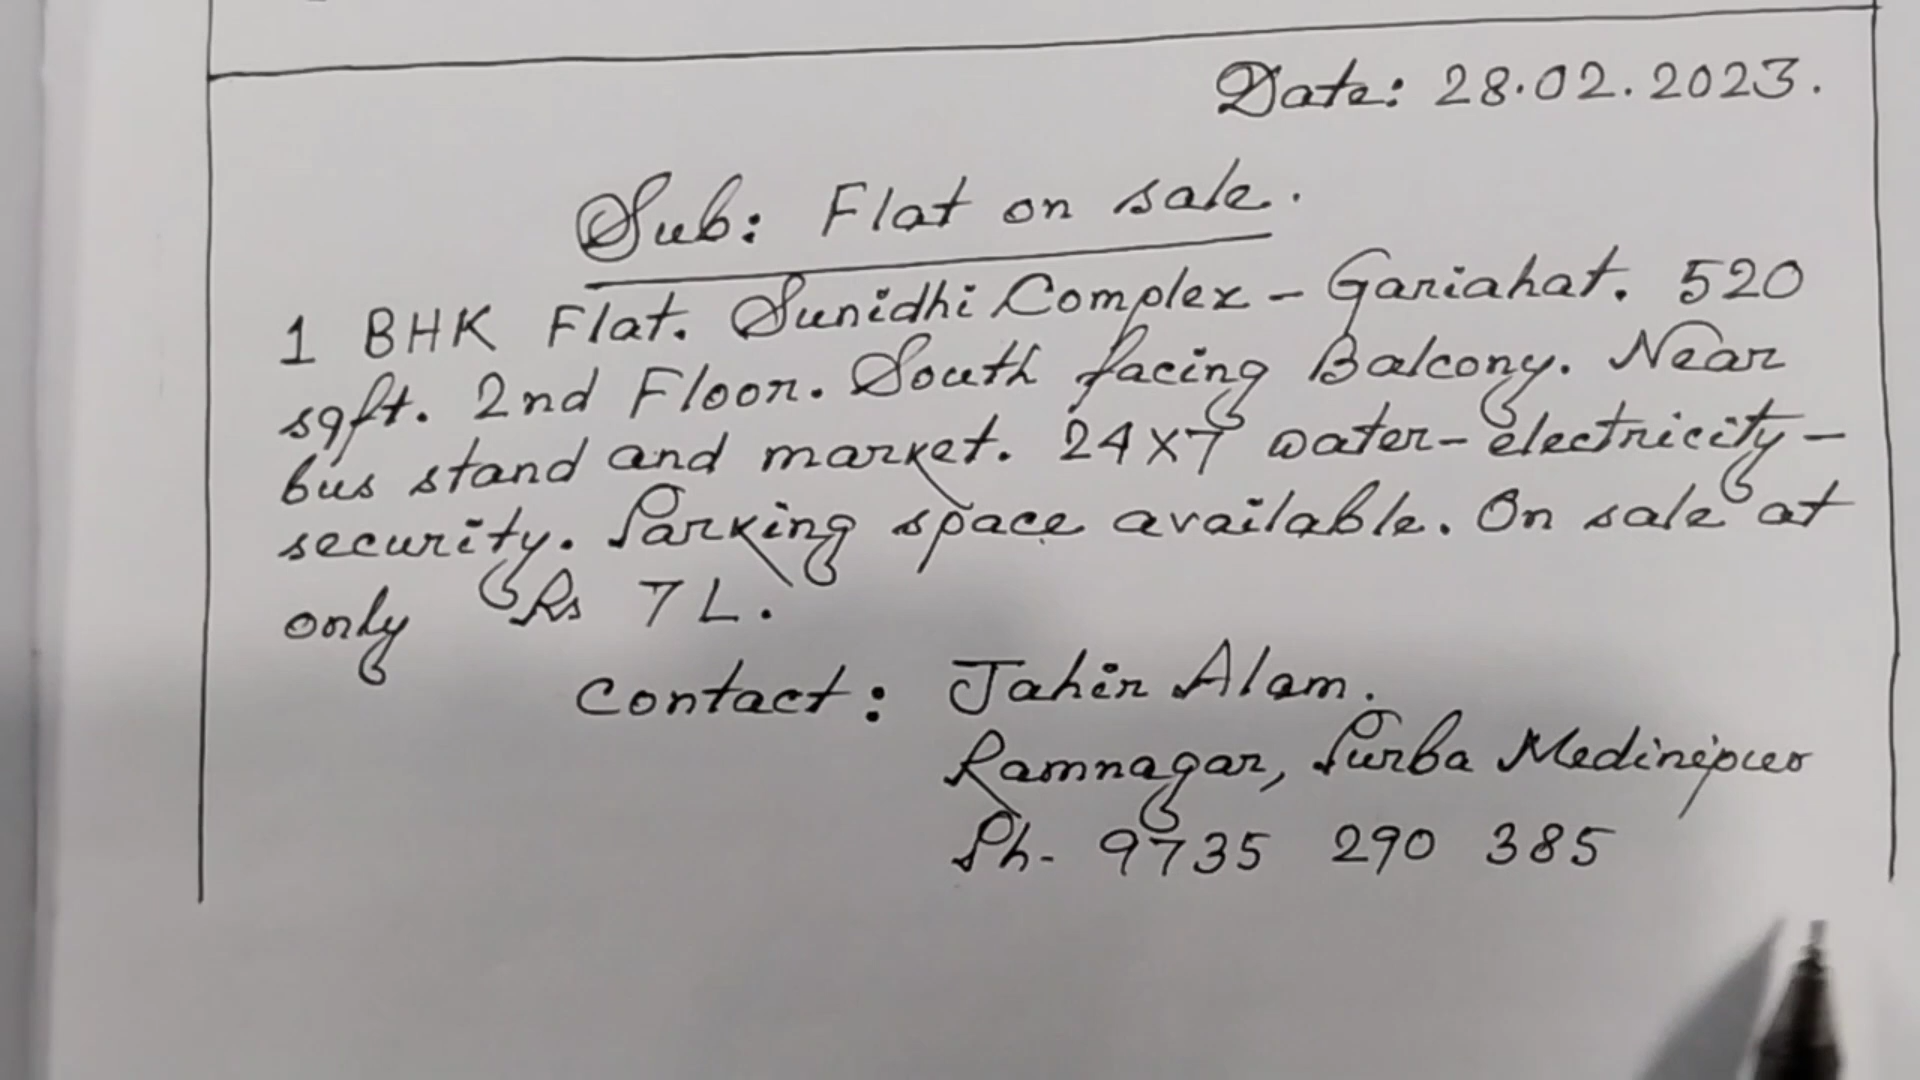 Date: 28.02.2023.
Sub: Flat on sale.
1 BHK Flat. Sunidhi Complex - Gariahat. 520
sqft. 2nd Floor. South facing Balcony. Near
bus stand and market. 24x7 water-electricity-
security. Parking space available. On sale at
only Rs 7 L.
Contact: Jahir Alam.
Ramnagar, Purba Medinipur
Ph- 9735 290 385